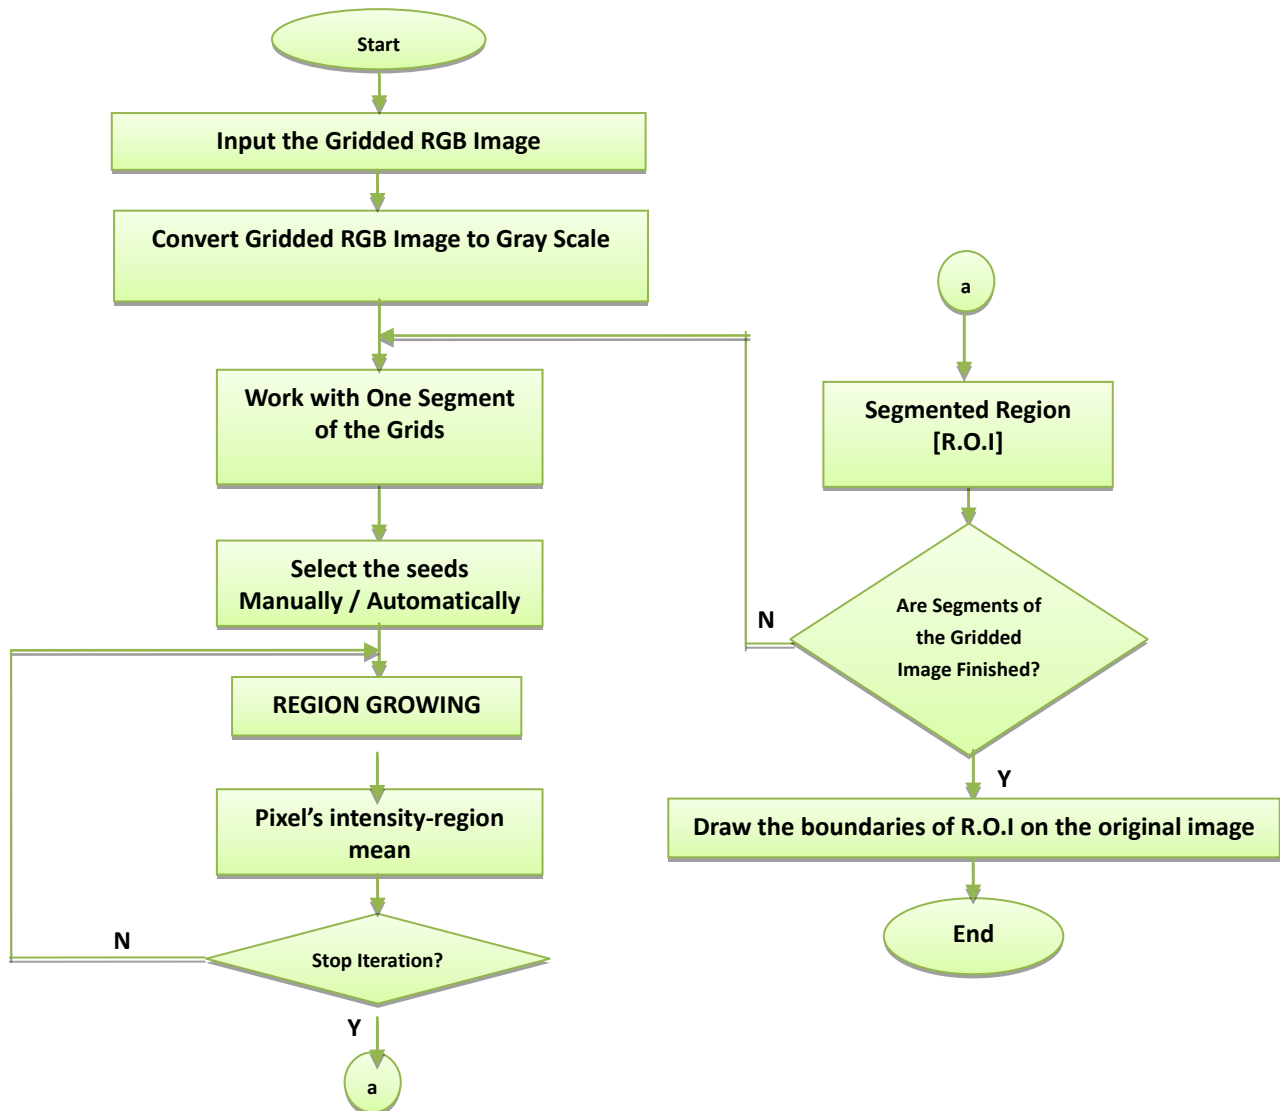 Start
Input the Gridded RGB Image
Convert Gridded RGB Image to Gray Scale
Work with One Segment
of the Grids
Select the seeds
Manually / Automatically
REGION GROWING
Pixel’s intensity-region
mean
N
Stop Iteration?
Y
a
a
Segmented Region
[R.O.I]
N
Are Segments of
the Gridded
Image Finished?
Y
Draw the boundaries of R.O.I on the original image
End